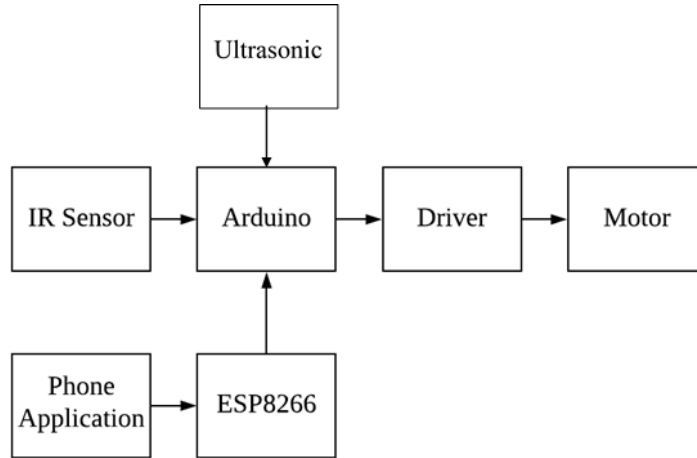 Ultrasonic
IR Sensor
Arduino
Driver
Motor
Phone
Application
ESP8266